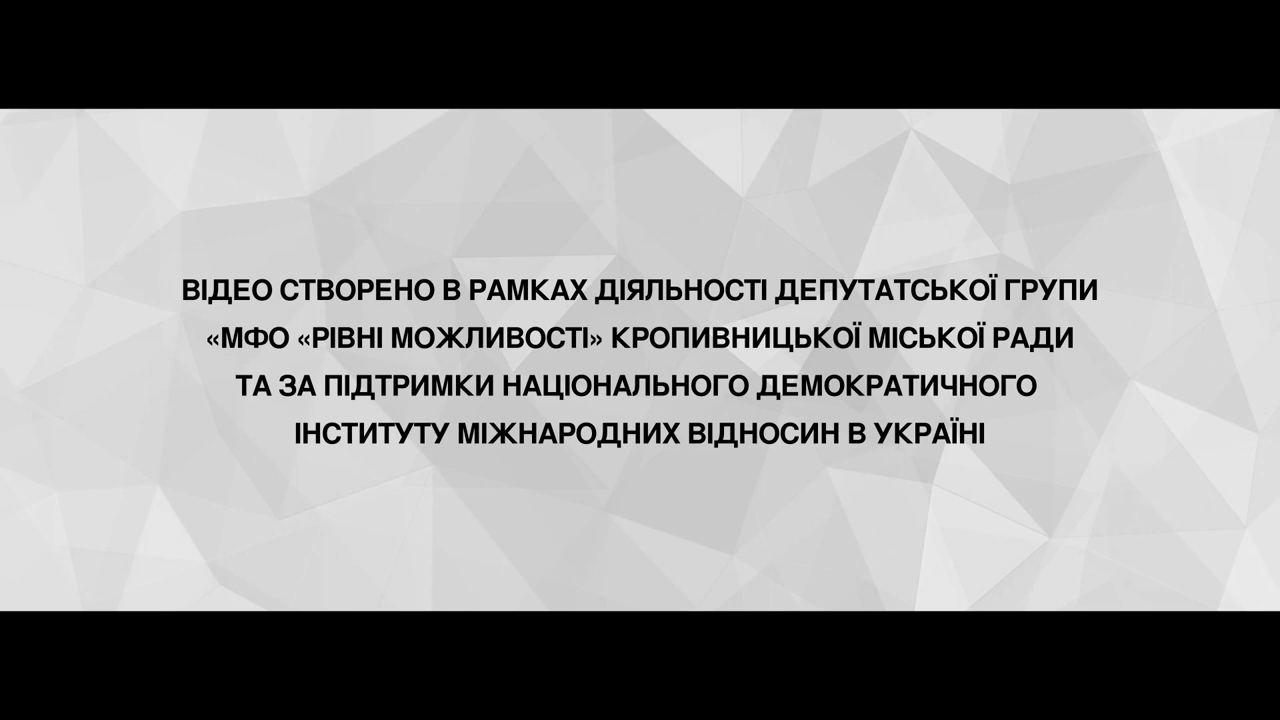 ВІДЕО СТВОРЕНО В РАМКАХ ДІЯЛЬНОСТІ ДЕПУТАТСЬКОЇ ГРУПИ
«МФО «РІВНІ МОЖЛИВОСТІ» КРОПИВНИЦЬКОЇ МІСЬКОЇ РАДИ
ТА ЗА ПІДТРИМКИ НАЦІОНАЛЬНОГО ДЕМОКРАТИЧНОГО
ІНСТИТУТУ МІЖНАРОДНИХ ВІДНОСИН В УКРАЇНІ